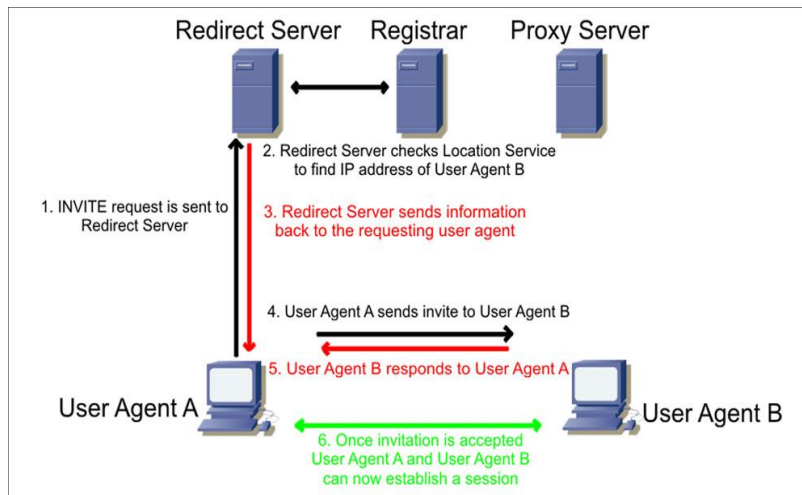 Redirect Server
Registrar
Proxy Server
2. Redirect Server checks Location Service
to find IP address of User Agent B
1. INVITE request is sent to
Redirect Server
3. Redirect Server sends information
back to the requesting user agent
4. User Agent A sends invite to User Agent B
5. User Agent B responds to User Agent A
User Agent A
User Agent B
6. Once invitation is accepted
User Agent A and User Agent B
can now establish a session